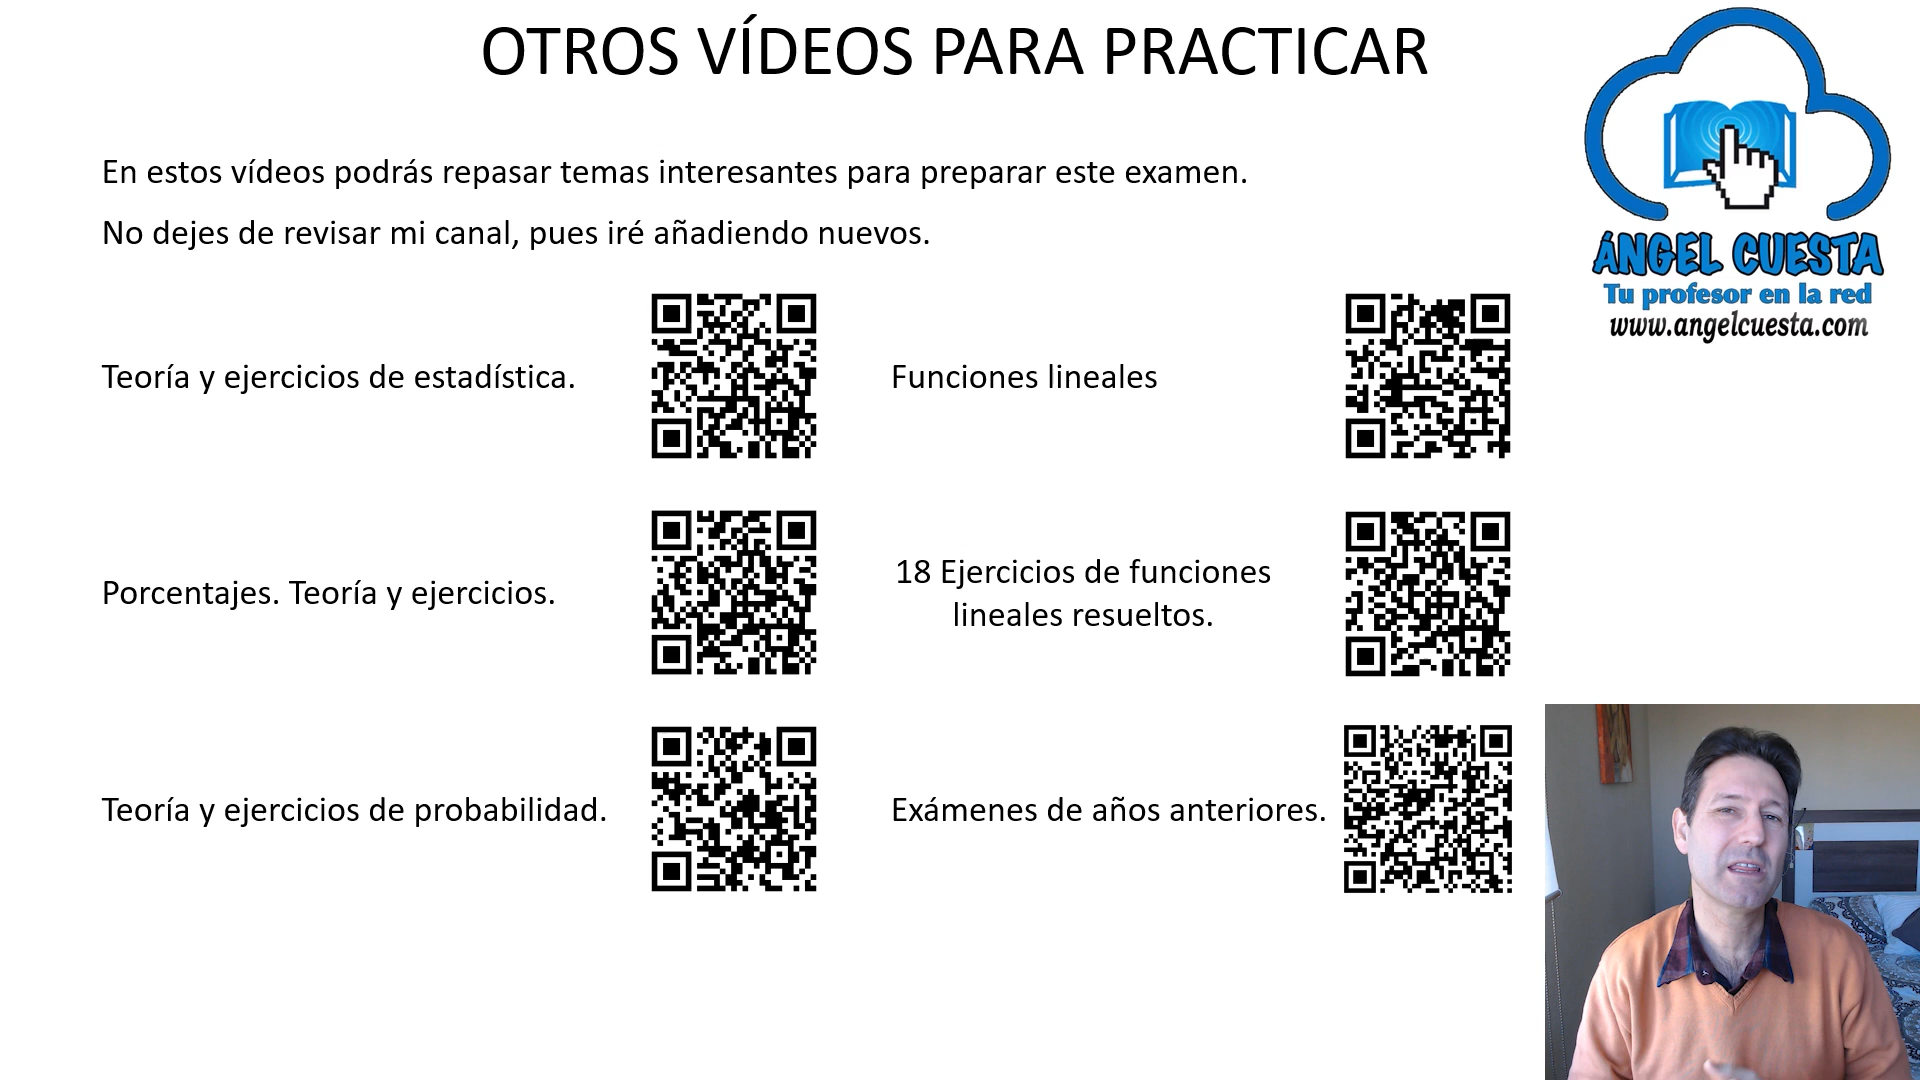 OTROS VÍDEOS PARA PRACTICAR
En estos vídeos podrás repasar temas interesantes para preparar este examen.
No dejes de revisar mi canal, pues iré añadiendo nuevos.
ÁNGEL CUESTA
Tu profesor en la red
www.angelcuesta.com
Teoría y ejercicios de estadística.
Funciones lineales
Porcentajes. Teoría y ejercicios.
18 Ejercicios de funciones
lineales resueltos.
Teoría y ejercicios de probabilidad.
Exámenes de años anteriores.